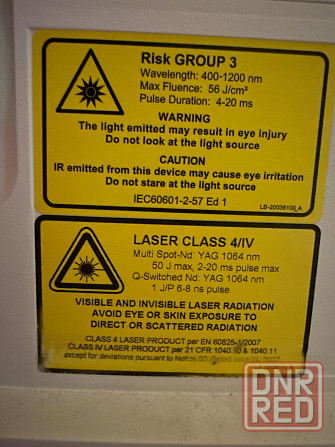 Risk GROUP 3
Wavelength: 400-1200 nm
Max Fluence: 56 J/cm²
Pulse Duration: 4-20 ms
WARNING
The light emitted may result in eye injury
Do not look at the light source
CAUTION
IR emitted from this device may cause eye irritation
Do not stare at the light source
IEC60601-2-57 Ed 1
LB-20036100_A
LASER CLASS 4/IV
Multi Spot-Nd: YAG 1064 nm
50 J max, 2-20 ms pulse max
Q-Switched Nd: YAG 1064 nm
1 J/P 6-8 ns pulse
VISIBLE AND INVISIBLE LASER RADIATION
AVOID EYE OR SKIN EXPOSURE TO
DIRECT OR SCATTERED RADIATION
CLASS 4 LASER PRODUCT per EN 60825-1/2007
CLASS IV LASER PRODUCT per 21 CFR 1040.10 & 1040 11
except for deviations pursuant to Notice 50, Dated June 24, 2007
DNR
RED